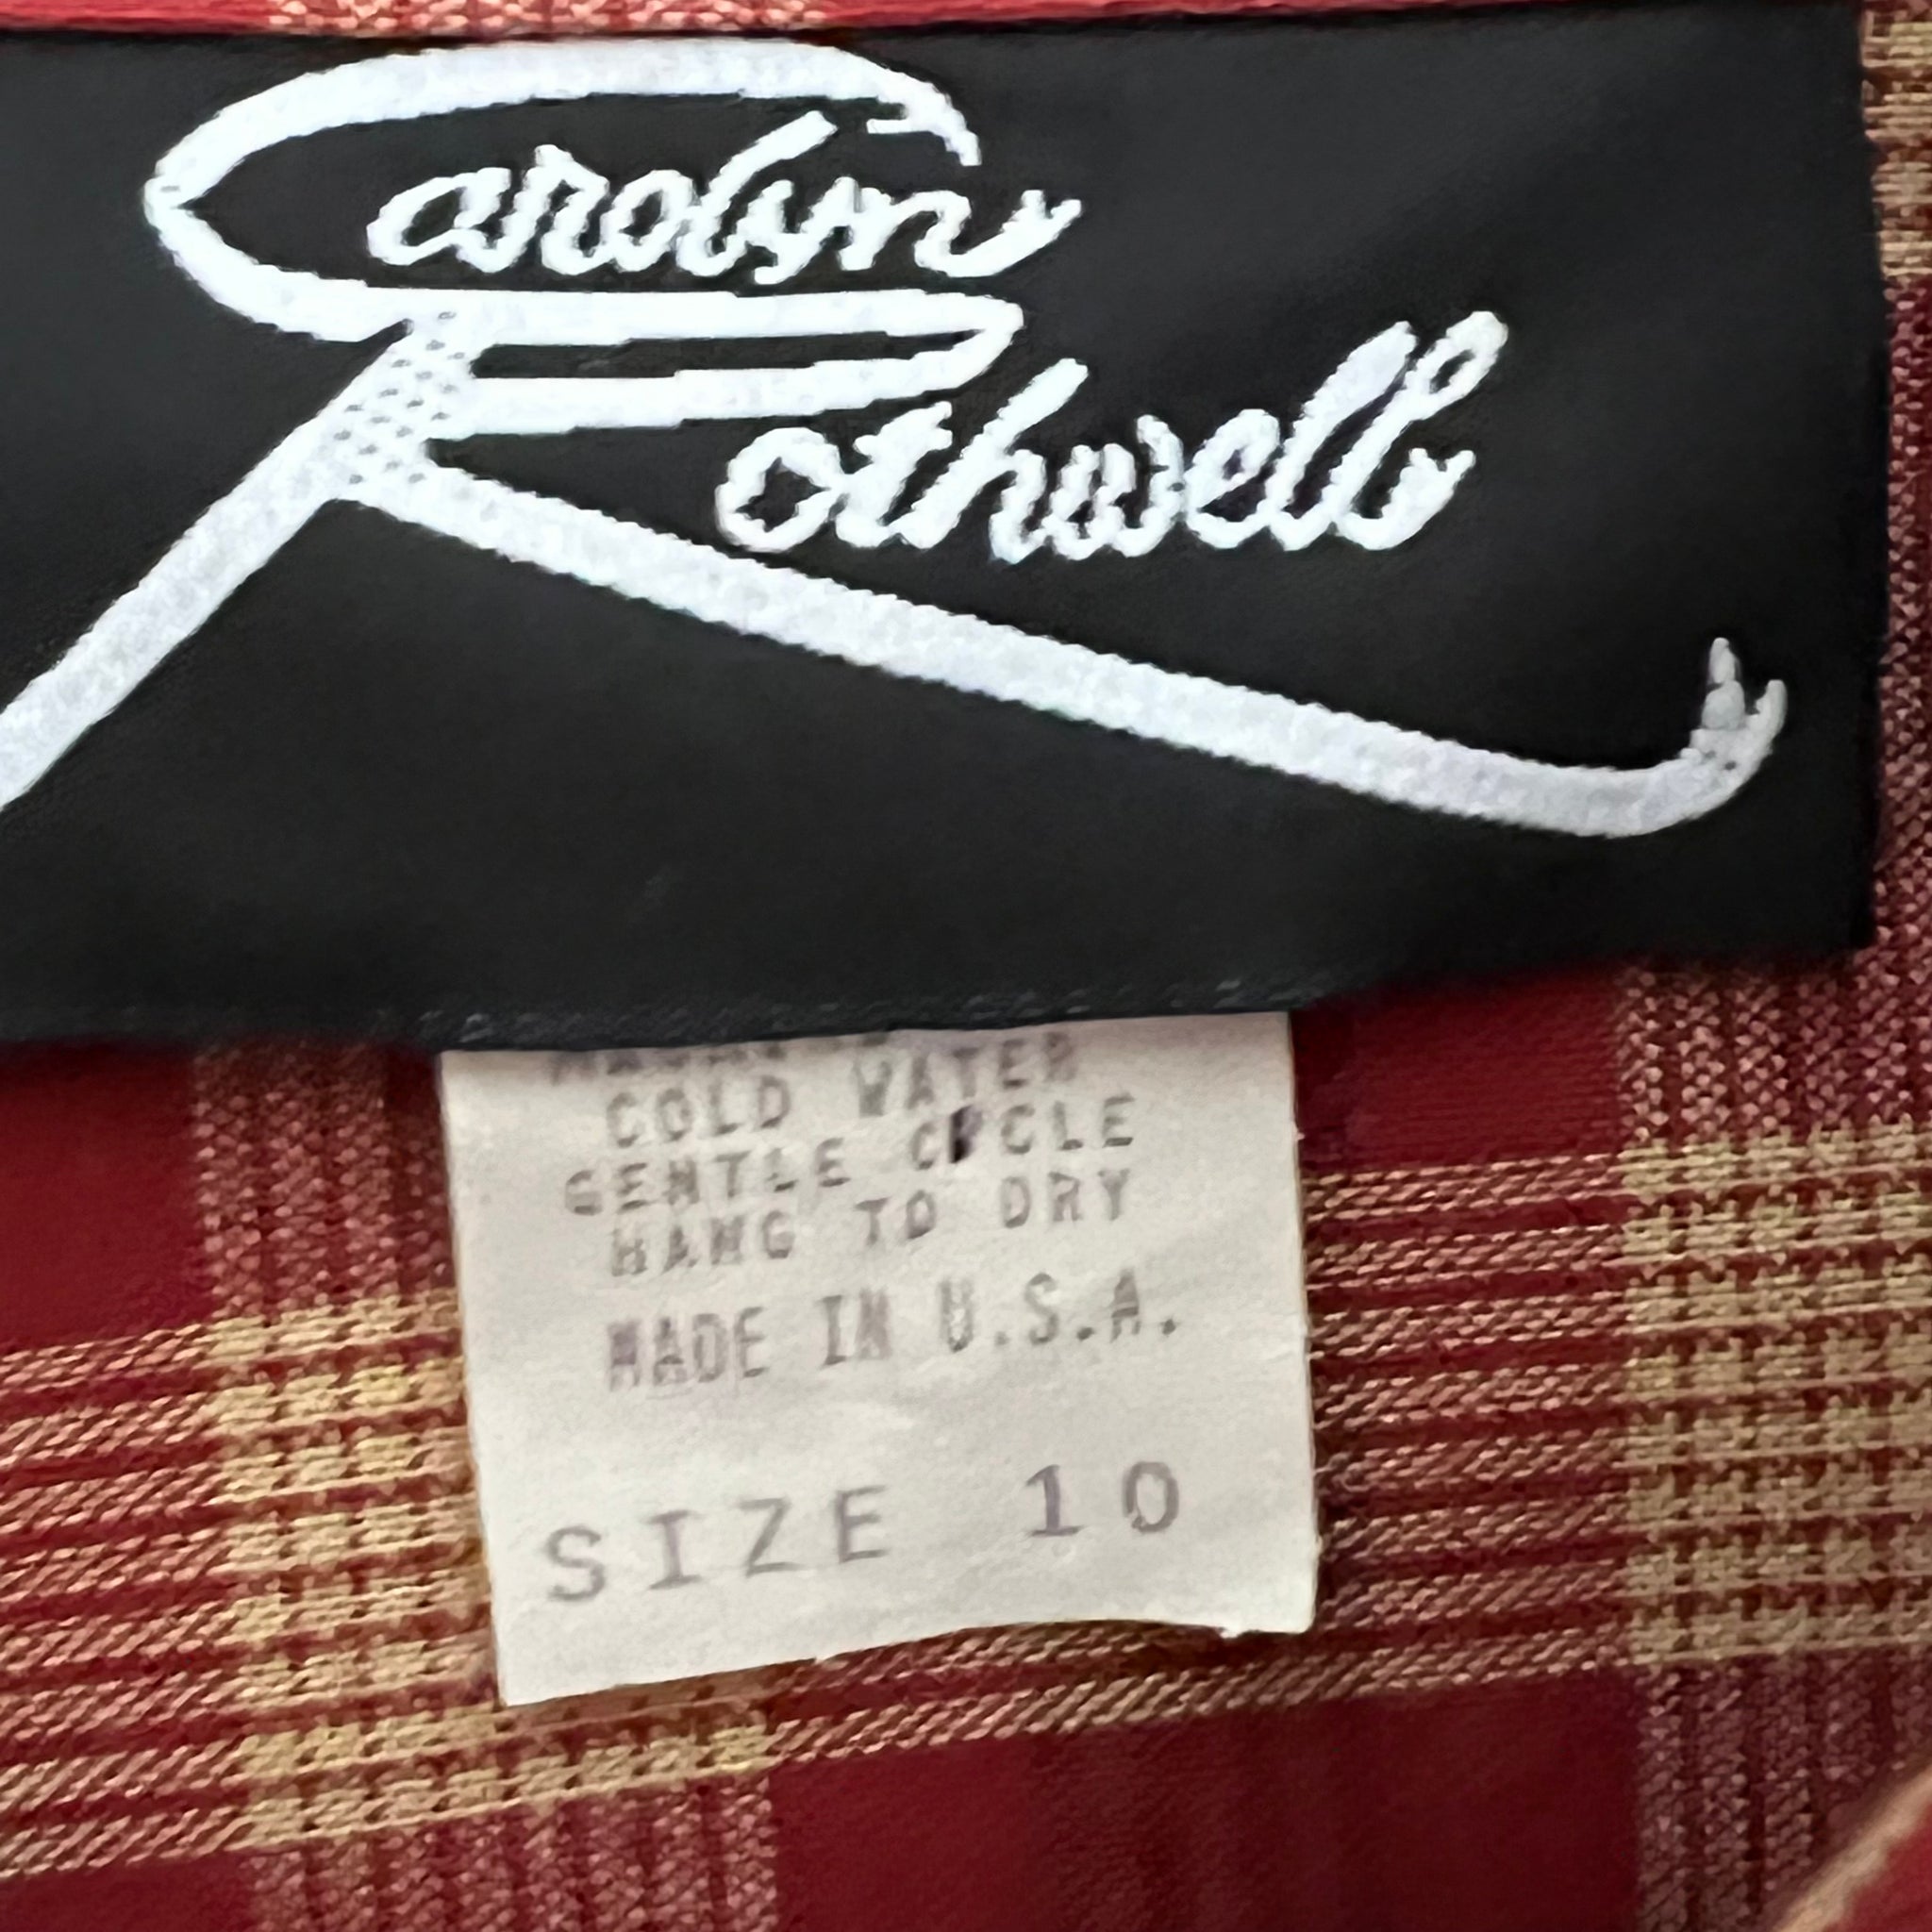 Carolyn
Rothwell
COLD WATER
GENTLE CYCLE
HANG TO DRY
MADE IN U.S.A.
SIZE 10